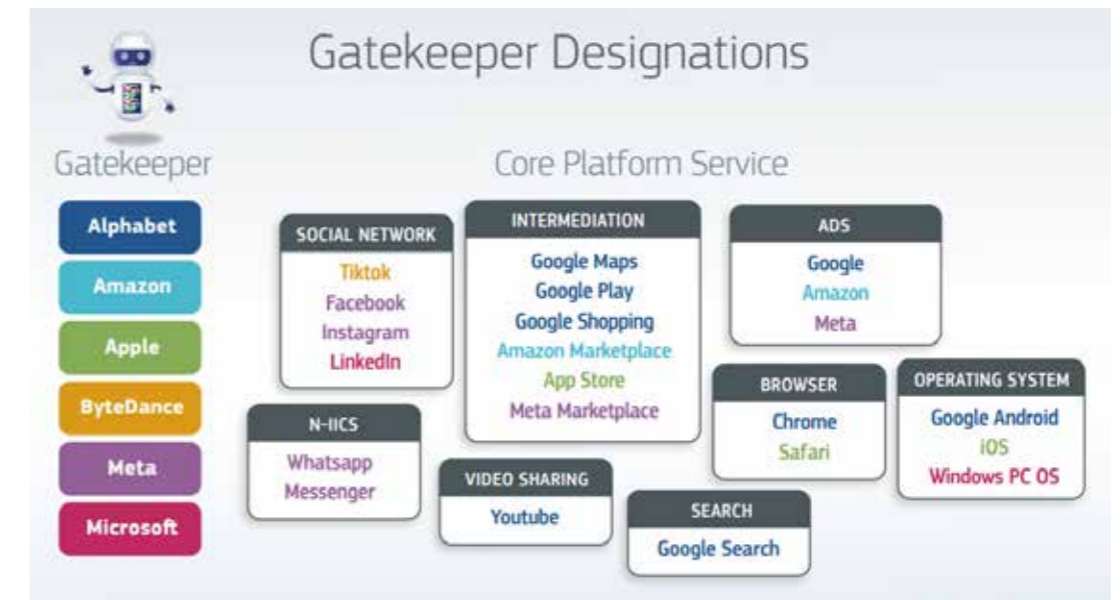 Gatekeeper Designations
Gatekeeper
Core Platform Service
Alphabet
Amazon
Apple
ByteDance
Meta
Microsoft
SOCIAL NETWORK
Tiktok
Facebook
Instagram
LinkedIn
INTERMEDIATION
Google Maps
Google Play
Google Shopping
Amazon Marketplace
App Store
Meta Marketplace
ADS
Google
Amazon
Meta
N-IICS
Whatsapp
Messenger
VIDEO SHARING
Youtube
BROWSER
Chrome
Safari
OPERATING SYSTEM
Google Android
iOS
Windows PC OS
SEARCH
Google Search